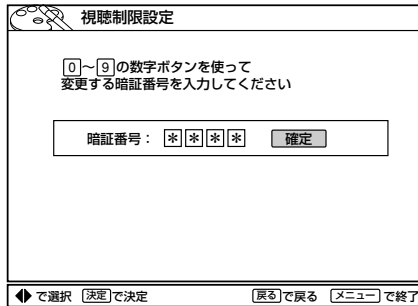 視聴制限設定
0～9の数字ボタンを使って
変更する暗証番号を入力してください
暗証番号： ＊＊＊＊ 確定
で選択 決定で決定 戻るで戻る メニューで終了